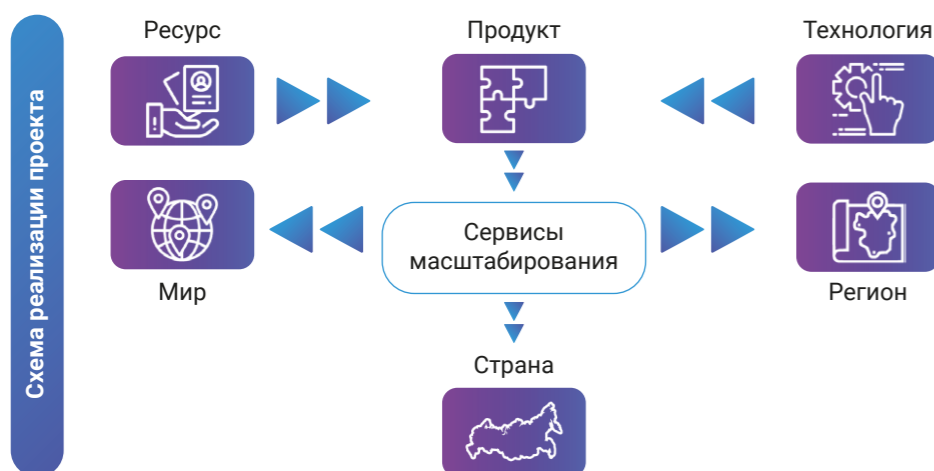 Схема реализации проекта
Ресурс
Продукт
Технология
Сервисы
масштабирования
Мир
Регион
Страна